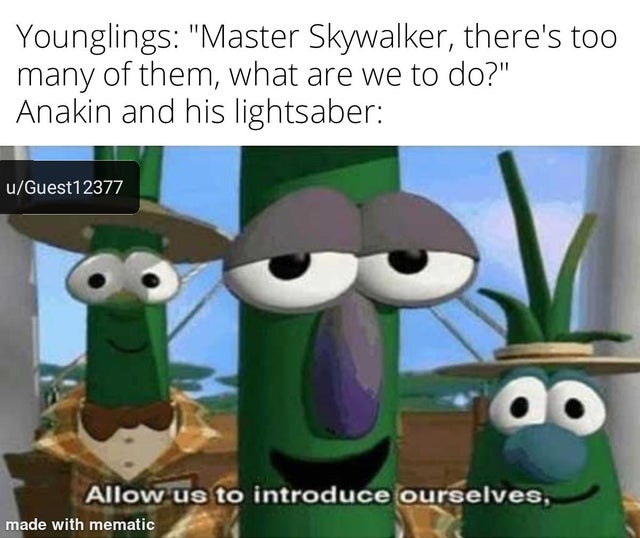 Younglings: "Master Skywalker, there's too
many of them, what are we to do?"
Anakin and his lightsaber:
u/Guest12377
Allow us to introduce ourselves,
made with mematic